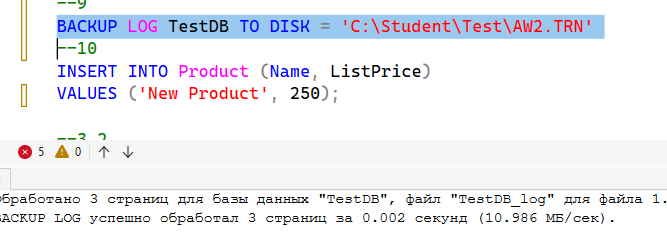 --9
BACKUP LOG TestDB TO DISK = 'C:\Student\Test\AW2.TRN'
--10
INSERT INTO Product (Name, ListPrice)
VALUES ('New Product', 250);
--3.2
5 0
Обработано 3 страниц для базы данных "TestDB", файл "TestDB_log" для файла 1.
BACKUP LOG успешно обработал 3 страниц за 0.002 секунд (10.986 МБ/сек).